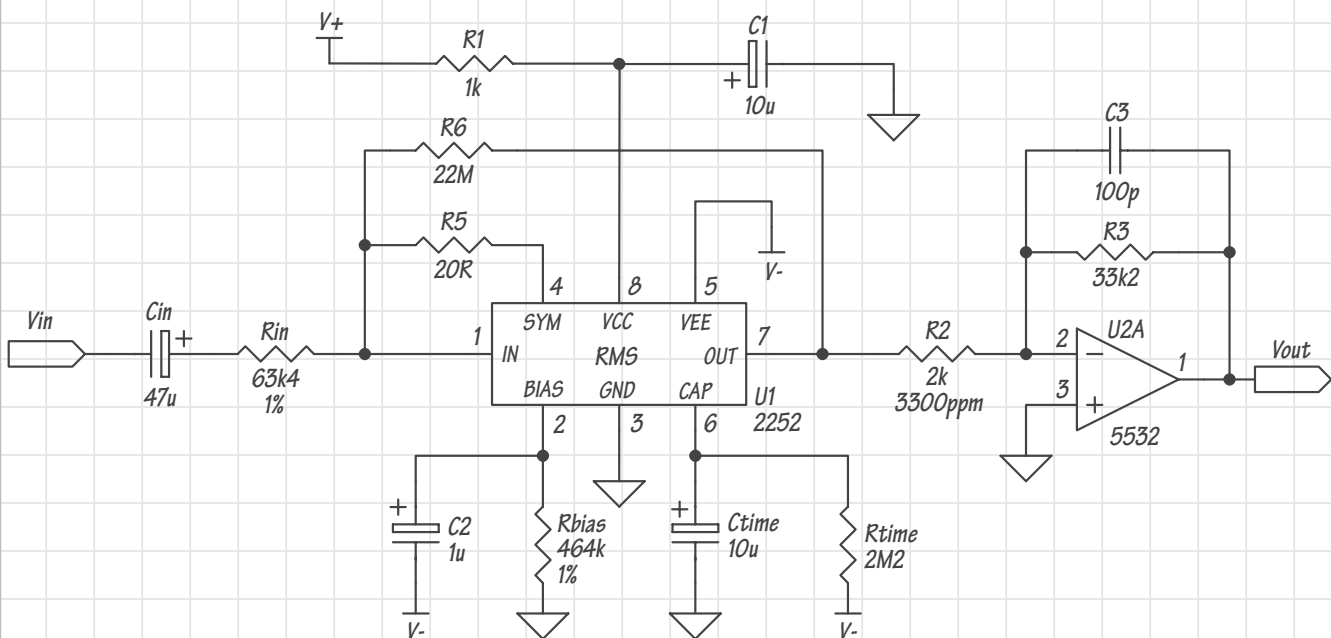 V+
R1
1k
C1
+
10u
R6
22M
C3
100p
R5
20R
V-
R3
33k2
4
8
5
Vin
Cin
+
47u
Rin
63k4
1%
1
SYM
VCC
VEE
IN
RMS
OUT
BIAS
GND
CAP
7
U1
2252
2
3
6
R2
2k
3300ppm
U2A
2
-
3
+
1
5532
Vout
+
C2
1u
V-
Rbias
464k
1%
+
Ctime
10u
Rtime
2M2
V-